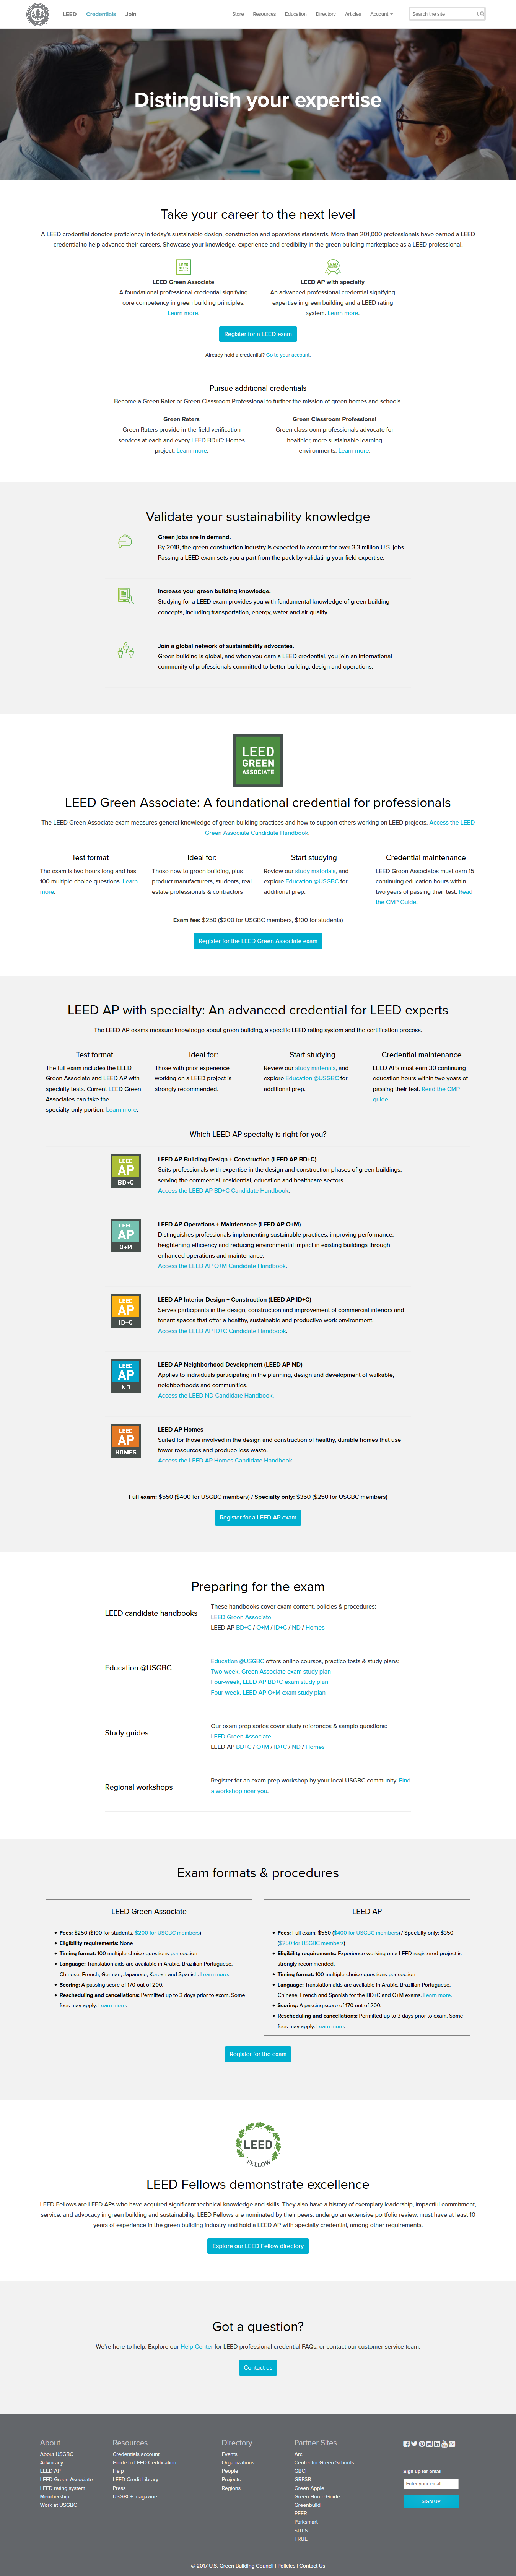 LEED Credentials Join Store Resources Education Directory Articles Account Search the site
Distinguish your expertise
Take your career to the next level
A LEED credential denotes proficiency in today's sustainable design, construction and operations standards. More than 201,000 professionals have earned a LEED
credential to help advance their careers. Showcase your knowledge, experience and credibility in the green building marketplace as a LEED professional.
LEED Green Associate
A foundational professional credential signifying
core competency in green building principles.
Learn more.
LEED AP with specialty
An advanced professional credential signifying
expertise in green building and a LEED rating
system. Learn more.
Register for a LEED exam
Already hold a credential? Go to your account.
Pursue additional credentials
Become a Green Rater or Green Classroom Professional to further the mission of green homes and schools.
Green Raters
Green Raters provide in-the-field verification
services at each and every LEED BD+C: Homes
project. Learn more.
Green Classroom Professional
Green classroom professionals advocate for
healthier, more sustainable learning
environments. Learn more.
Validate your sustainability knowledge
Green jobs are in demand.
By 2018, the green construction industry is expected to account for over 3.3 million U.S. jobs.
Passing a LEED exam sets you a part from the pack by validating your field expertise.
Increase your green building knowledge.
Studying for a LEED exam provides you with fundamental knowledge of green building
concepts, including transportation, energy, water and air quality.
Join a global network of sustainability advocates.
Green building is global, and when you earn a LEED credential, you join an international
community of professionals committed to better building, design and operations.
LEED
GREEN
ASSOCIATE
LEED Green Associate: A foundational credential for professionals
The LEED Green Associate exam measures general knowledge of green building practices and how to support others working on LEED projects. Access the LEED
Green Associate Candidate Handbook.
Test format
The exam is two hours long and has
100 multiple-choice questions. Learn
more.
Ideal for:
Those new to green building, plus
product manufacturers, students, real
estate professionals & contractors
Start studying
Review our study materials, and
explore Education @USGBC for
additional prep.
Credential maintenance
LEED Green Associates must earn 15
continuing education hours within
two years of passing their test. Read
the CMP Guide.
Exam fee: $250 ($200 for USGBC members, $100 for students)
Register for the LEED Green Associate exam
LEED AP with specialty: An advanced credential for LEED experts
The LEED AP exams measure knowledge about green building, a specific LEED rating system and the certification process.
Test format
The full exam includes the LEED
Green Associate and LEED AP with
specialty tests. Current LEED Green
Associates can take the
specialty-only portion. Learn more.
Ideal for:
Those with prior experience
working on a LEED project is
strongly recommended.
Start studying
Review our study materials, and
explore Education @USGBC for
additional prep.
Credential maintenance
LEED APs must earn 30 continuing
education hours within two years of
passing their test. Read the CMP
guide.
Which LEED AP specialty is right for you?
LEED
AP
BD+C
LEED AP Building Design + Construction (LEED AP BD+C)
Suits professionals with expertise in the design and construction phases of green buildings,
serving the commercial, residential, education and healthcare sectors.
Access the LEED AP BD+C Candidate Handbook.
LEED
AP
O+M
LEED AP Operations + Maintenance (LEED AP O+M)
Distinguishes professionals implementing sustainable practices, improving performance,
heightening efficiency and reducing environmental impact in existing buildings through
enhanced operations and maintenance.
Access the LEED AP O+M Candidate Handbook.
LEED
AP
ID+C
LEED AP Interior Design + Construction (LEED AP ID+C)
Serves participants in the design, construction and improvement of commercial interiors and
tenant spaces that offer a healthy, sustainable and productive work environment.
Access the LEED AP ID+C Candidate Handbook.
LEED
AP
ND
LEED AP Neighborhood Development (LEED AP ND)
Applies to individuals participating in the planning, design and development of walkable,
neighborhoods and communities.
Access the LEED ND Candidate Handbook.
LEED
AP
HOMES
LEED AP Homes
Suited for those involved in the design and construction of healthy, durable homes that use
fewer resources and produce less waste.
Access the LEED AP Homes Candidate Handbook.
Full exam: $550 ($400 for USGBC members) / Specialty only: $350 ($250 for USGBC members)
Register for a LEED AP exam
Preparing for the exam
LEED candidate handbooks
These handbooks cover exam content, policies & procedures:
LEED Green Associate
LEED AP BD+C / O+M / ID+C / ND / Homes
Education @USGBC
Education @USGBC offers online courses, practice tests & study plans:
Two-week, Green Associate exam study plan
Four-week, LEED AP BD+C exam study plan
Four-week, LEED AP O+M exam study plan
Study guides
Our exam prep series cover study references & sample questions:
LEED Green Associate
LEED AP BD+C / O+M / ID+C / ND / Homes
Regional workshops
Register for an exam prep workshop by your local USGBC community. Find
a workshop near you.
Exam formats & procedures
LEED Green Associate
Fees: $250 ($100 for students, $200 for USGBC members)
Eligibility requirements: None
Timing format: 100 multiple-choice questions per section
Language: Translation aids are available in Arabic, Brazilian Portuguese,
Chinese, French, German, Japanese, Korean and Spanish. Learn more.
Scoring: A passing score of 170 out of 200.
Rescheduling and cancellations: Permitted up to 3 days prior to exam. Some
fees may apply. Learn more.
LEED AP
Fees: Full exam: $550 ($400 for USGBC members) / Specialty only: $350
($250 for USGBC members)
Eligibility requirements: Experience working on a LEED-registered project is
strongly recommended.
Timing format: 100 multiple-choice questions per section
Language: Translation aids are available in Arabic, Brazilian Portuguese,
Chinese, French and Spanish for the BD+C and O+M exams. Learn more.
Scoring: A passing score of 170 out of 200.
Rescheduling and cancellations: Permitted up to 3 days prior to exam. Some
fees may apply. Learn more.
Register for the exam
LEED
FELLOW
LEED Fellows demonstrate excellence
LEED Fellows are LEED APs who have acquired significant technical knowledge and skills. They also have a history of exemplary leadership, impactful commitment,
service, and advocacy in green building and sustainability. LEED Fellows are nominated by their peers, undergo an extensive portfolio review, must have at least 10
years of experience in the green building industry and hold a LEED AP with specialty credential, among other requirements.
Explore our LEED Fellow directory
Got a question?
We're here to help. Explore our Help Center for LEED professional credential FAQs, or contact our customer service team.
Contact us
About
About USGBC
Advocacy
LEED AP
LEED Green Associate
LEED rating system
Membership
Work at USGBC
Resources
Credentials account
Guide to LEED Certification
Help
LEED Credit Library
Press
USGBC+ magazine
Directory
Events
Organizations
People
Projects
Regions
Partner Sites
Arc
Center for Green Schools
GBCI
GRESB
Green Apple
Green Home Guide
Greenbuild
PEER
Parksmart
SITES
TRUE
Sign up for email
Enter your email
SIGN UP
© 2017 U.S. Green Building Council | Policies | Contact Us